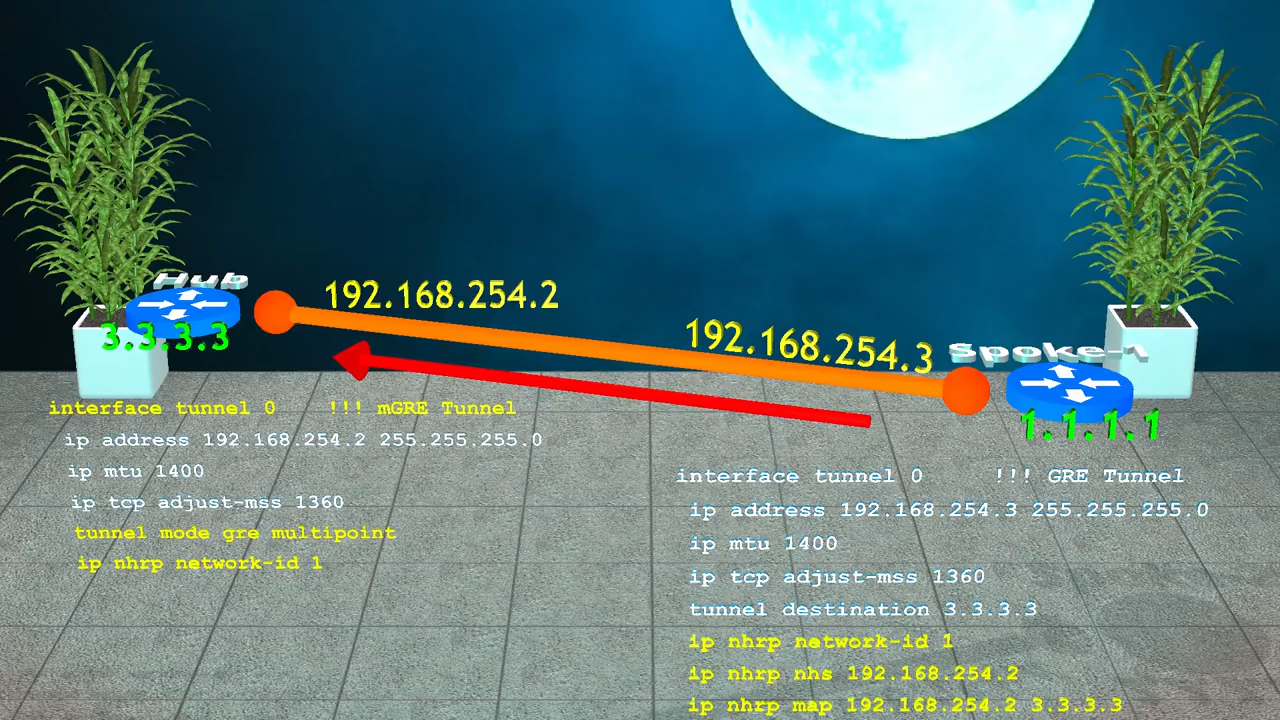 Hub
3.3.3.3
192.168.254.2
192.168.254.3
Spoke-1
1.1.1.1
interface tunnel 0 !!! mGRE Tunnel
ip address 192.168.254.2 255.255.255.0
ip mtu 1400
ip tcp adjust-mss 1360
tunnel mode gre multipoint
ip nhrp network-id 1
interface tunnel 0 !!! GRE Tunnel
ip address 192.168.254.3 255.255.255.0
ip mtu 1400
ip tcp adjust-mss 1360
tunnel destination 3.3.3.3
ip nhrp network-id 1
ip nhrp nhs 192.168.254.2
ip nhrp map 192.168.254.2 3.3.3.3